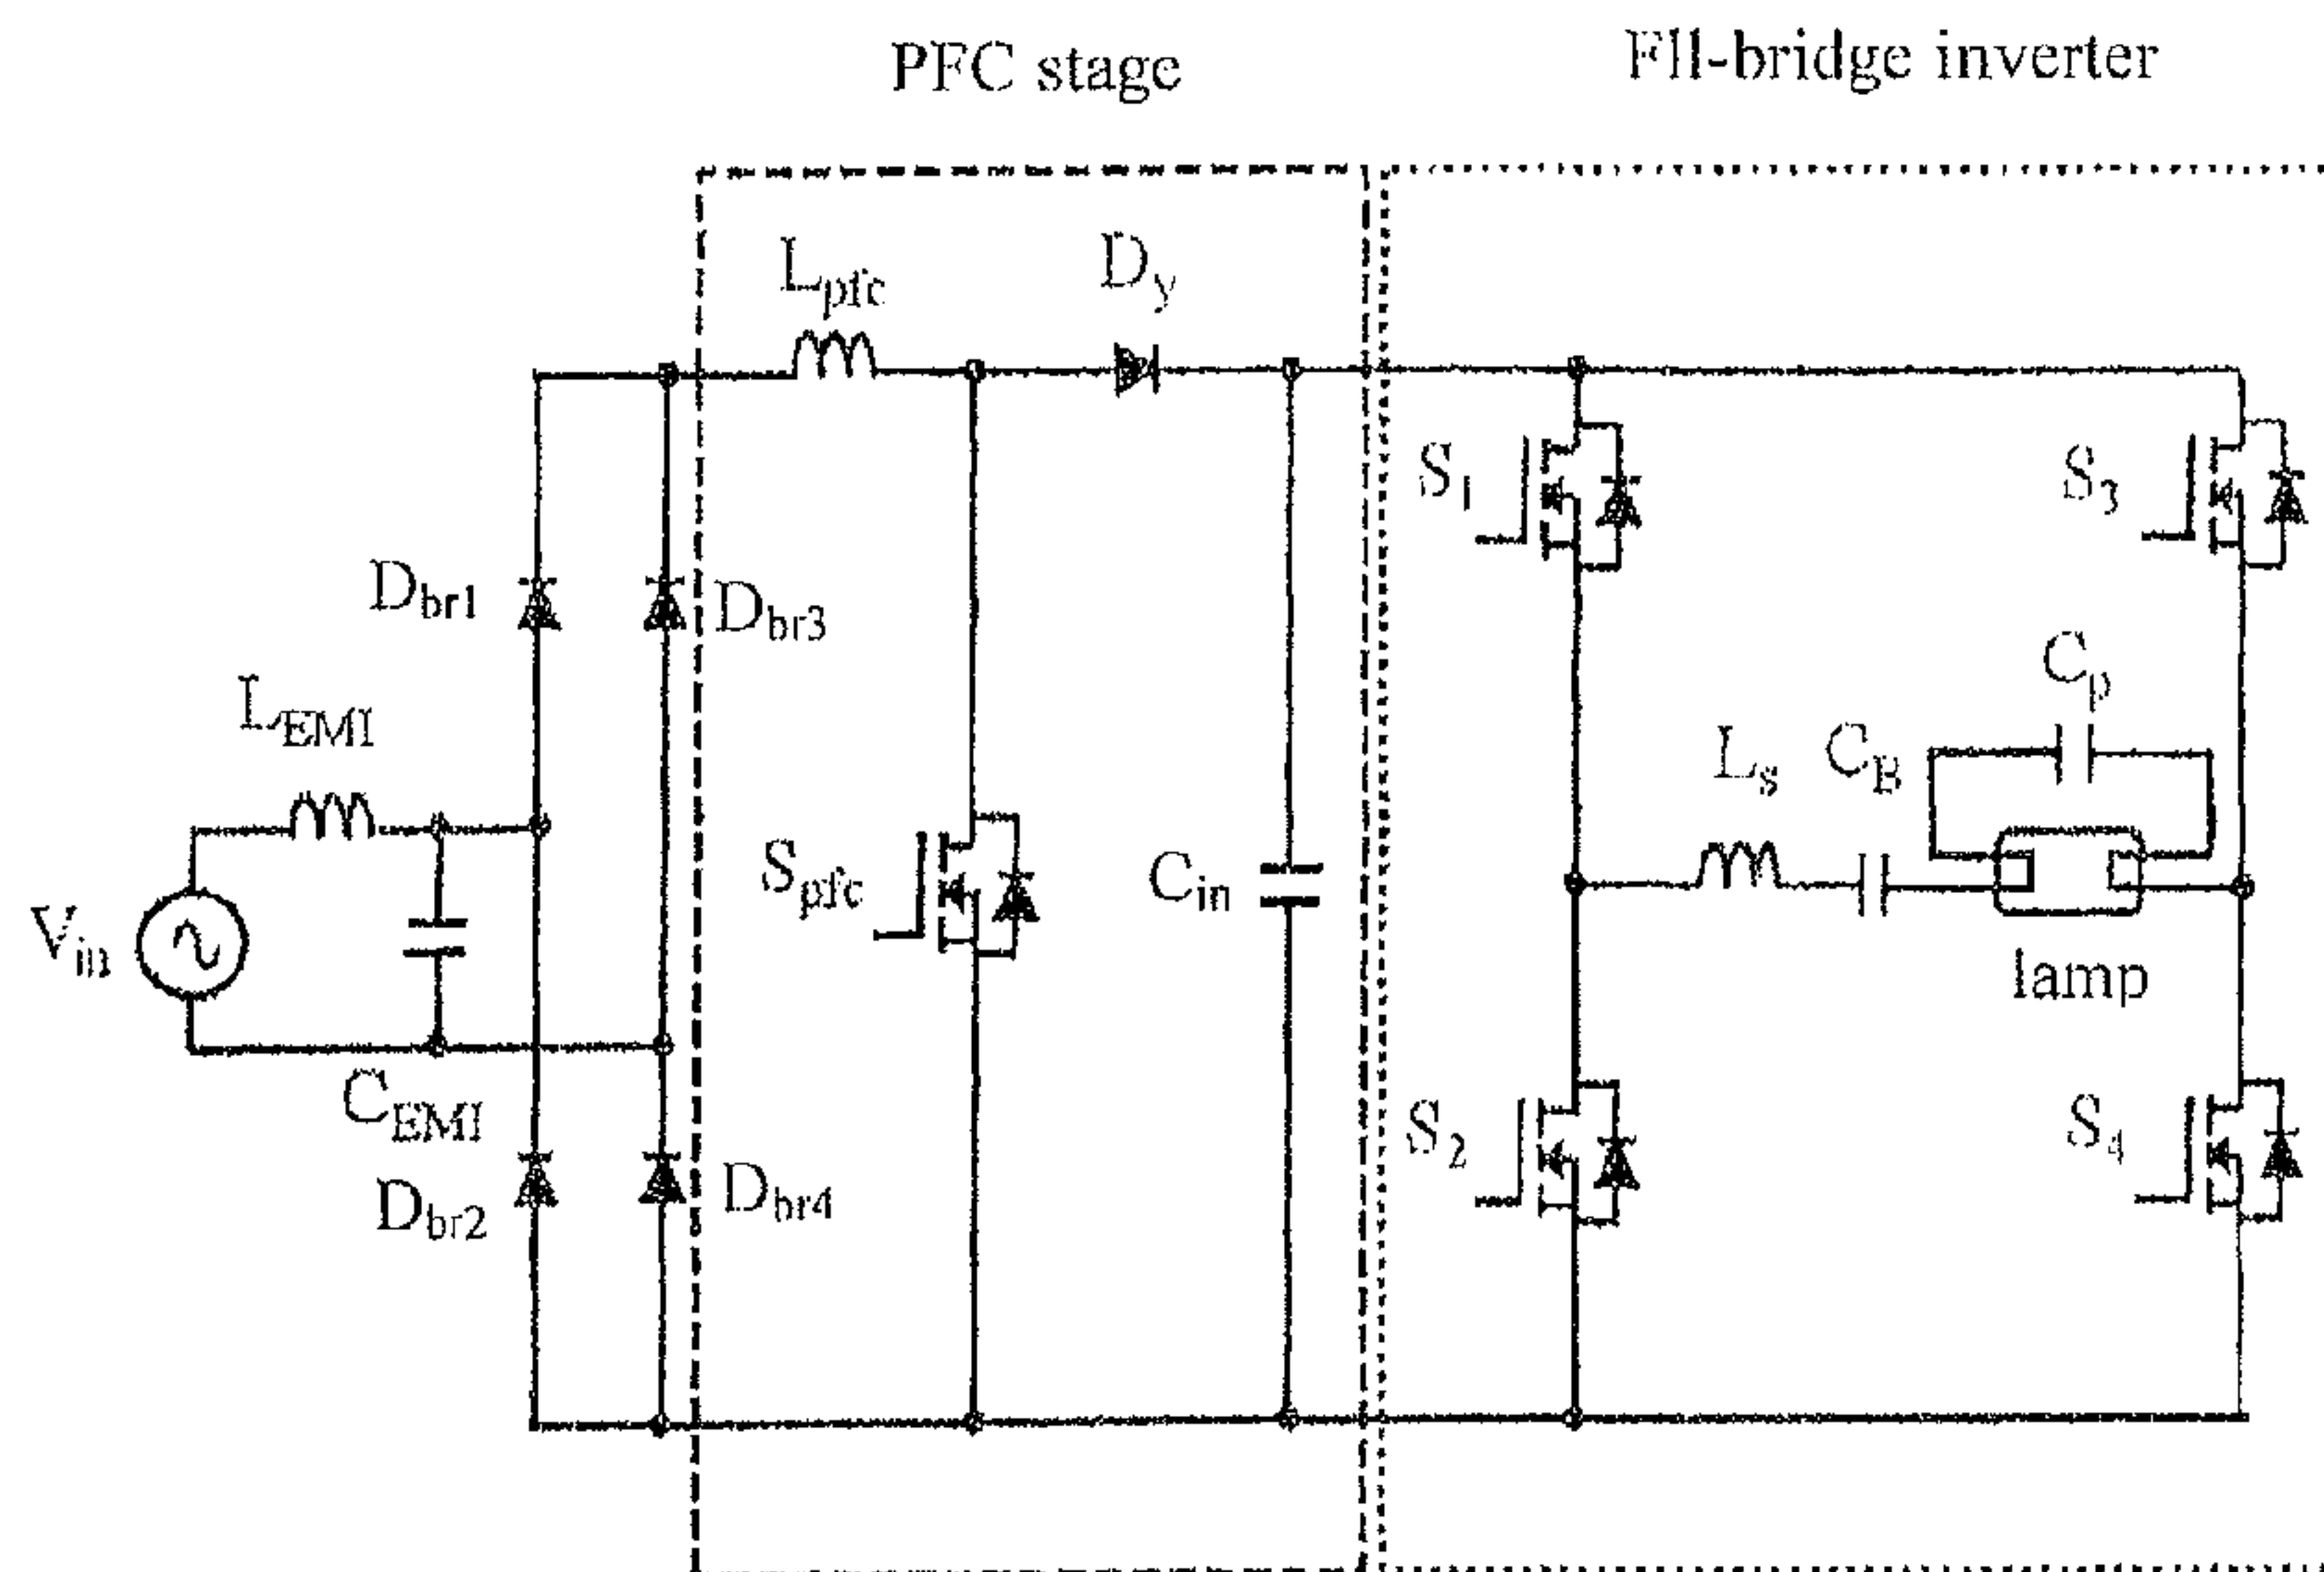 PFC stage
FII-bridge inverter
L_pfc
D_y
S_1
S_3
D_br1
D_br3
C_p
L_EMI
L_s
C_B
S_pfc
C_in
V_in
lamp
C_EMI
S_2
S_4
D_br2
D_br4